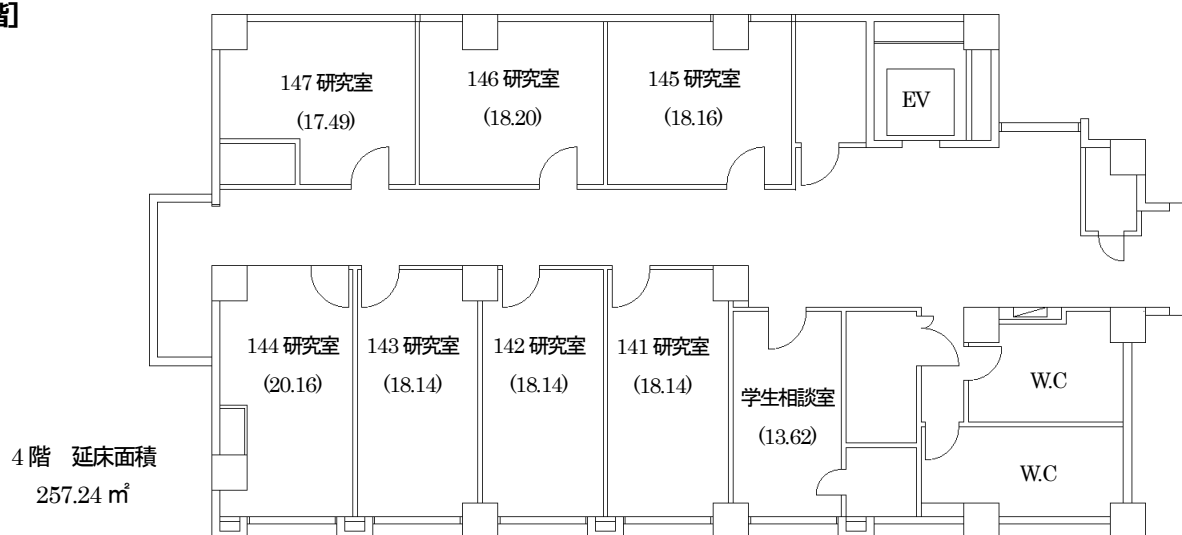 階]
147 研究室
(17.49)
146 研究室
(18.20)
145 研究室
(18.16)
EV
144 研究室
(20.16)
143 研究室
(18.14)
142 研究室
(18.14)
141 研究室
(18.14)
学生相談室
(13.62)
W.C
W.C
4 階　延床面積
257.24 ㎡